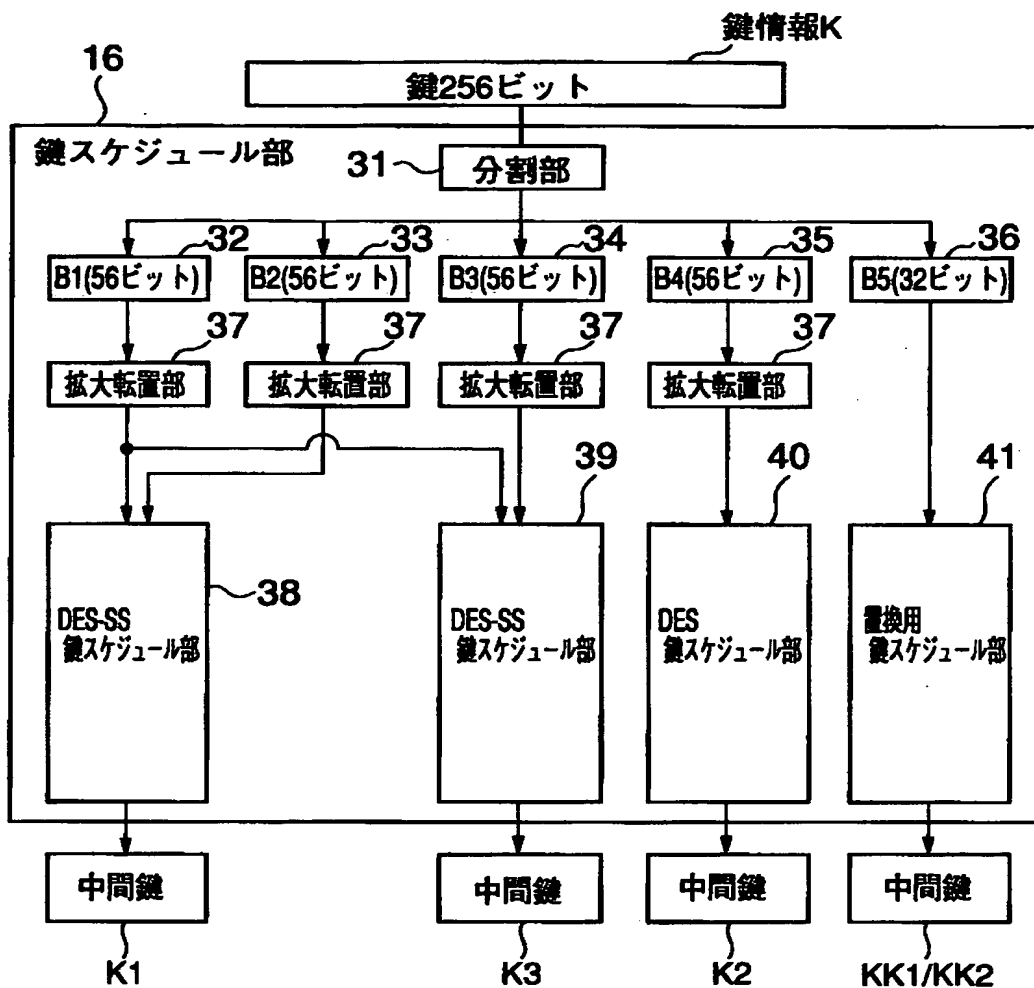 鍵情報K
16
鍵256ビット
鍵スケジュール部
31
分割部
32
33
34
35
36
B1(56ビット)
B2(56ビット)
B3(56ビット)
B4(56ビット)
B5(32ビット)
37
37
37
37
拡大転置部
拡大転置部
拡大転置部
拡大転置部
39
40
41
38
DES-SS
鍵スケジュール部
DES-SS
鍵スケジュール部
DES
鍵スケジュール部
置換用
鍵スケジュール部
中間鍵
中間鍵
中間鍵
中間鍵
K1
K3
K2
KK1/KK2